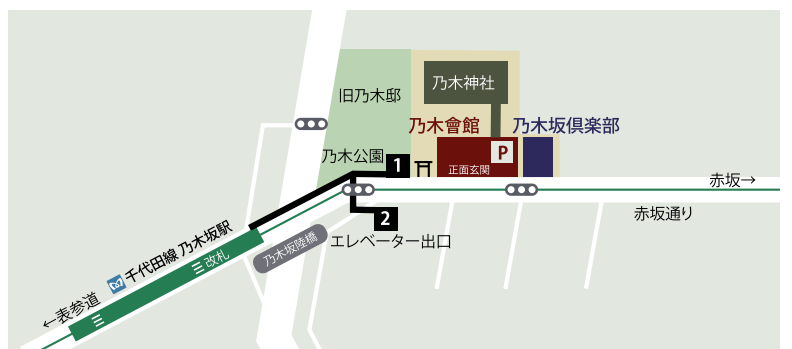 旧乃木邸
乃木神社
乃木會館
乃木坂倶楽部
乃木公園
1
P
正面玄関
赤坂→
赤坂通り
2
エレベーター出口
千代田線 乃木坂駅
改札
乃木坂陸橋
←表参道